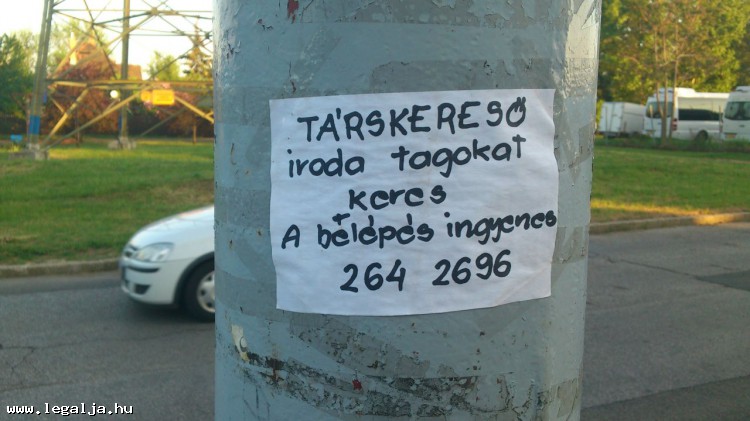 TÁRSKERESŐ
iroda tagokat
keres
A belépés ingyenes
264 2696
www.legalja.hu